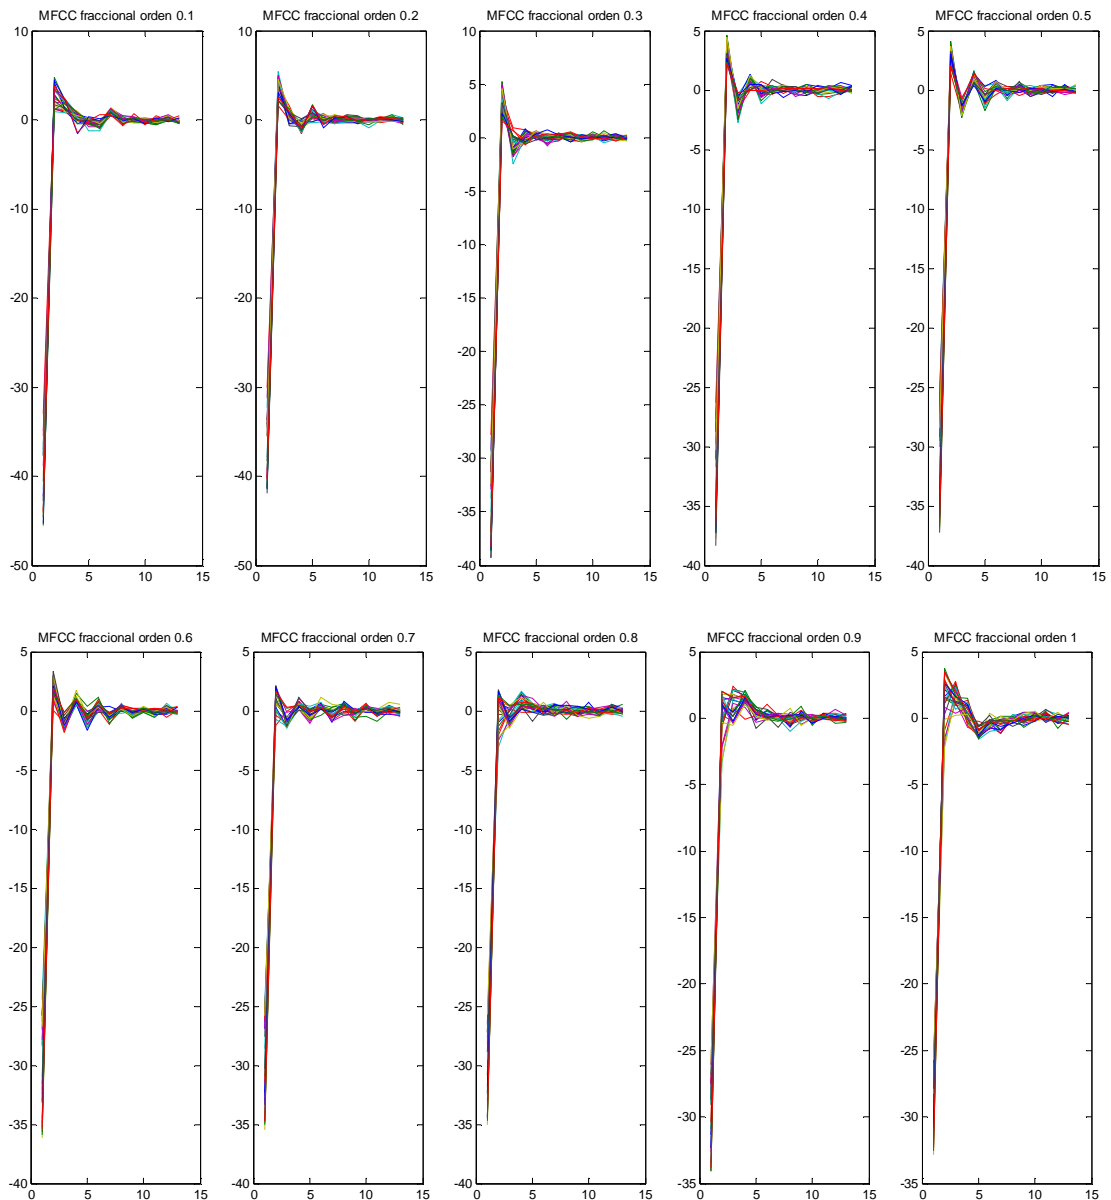 MFCC fraccional orden 0.1 MFCC fraccional orden 0.2 MFCC fraccional orden 0.3 MFCC fraccional orden 0.4 MFCC fraccional orden 0.5
10 10 10 5 5
0 0 5 0 0
-10 -10 0 -5 -5
-20 -20 -5 -10 -10
-30 -30 -10 -15 -15
-40 -40 -15 -20 -20
-50 -50 -20 -25 -25
-25 -30 -30
-30 -35 -35
-35 -40 -40
-40
0 5 10 15 0 5 10 15 0 5 10 15 0 5 10 15 0 5 10 15
MFCC fraccional orden 0.6 MFCC fraccional orden 0.7 MFCC fraccional orden 0.8 MFCC fraccional orden 0.9 MFCC fraccional orden 1
5 5 5 5 5
0 0 0 0 0
-5 -5 -5 -5 -5
-10 -10 -10 -10 -10
-15 -15 -15 -15 -15
-20 -20 -20 -20 -20
-25 -25 -25 -25 -25
-30 -30 -30 -30 -30
-35 -35 -35 -35 -35
-40 -40 -40
0 5 10 15 0 5 10 15 0 5 10 15 0 5 10 15 0 5 10 15